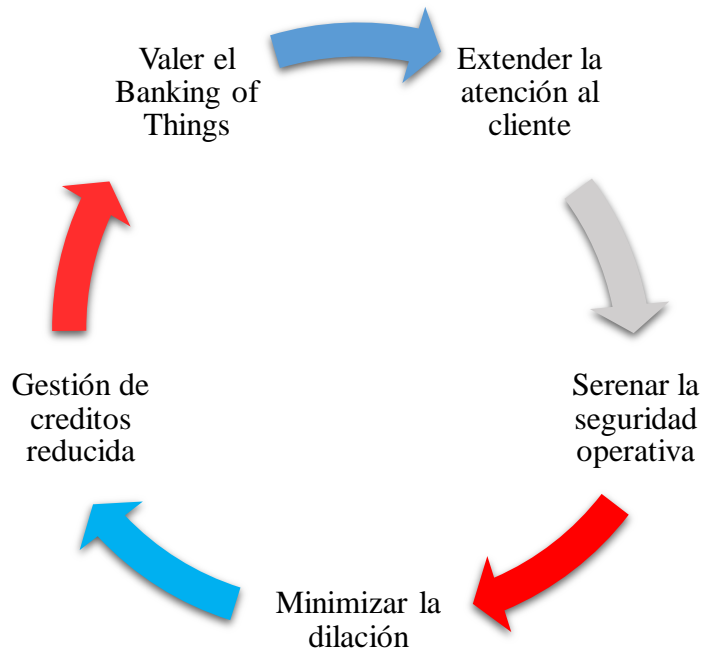 Valer el
Banking of
Things
Extender la
atención al
cliente
Serenar la
seguridad
operativa
Minimizar la
dilación
Gestión de
creditos
reducida